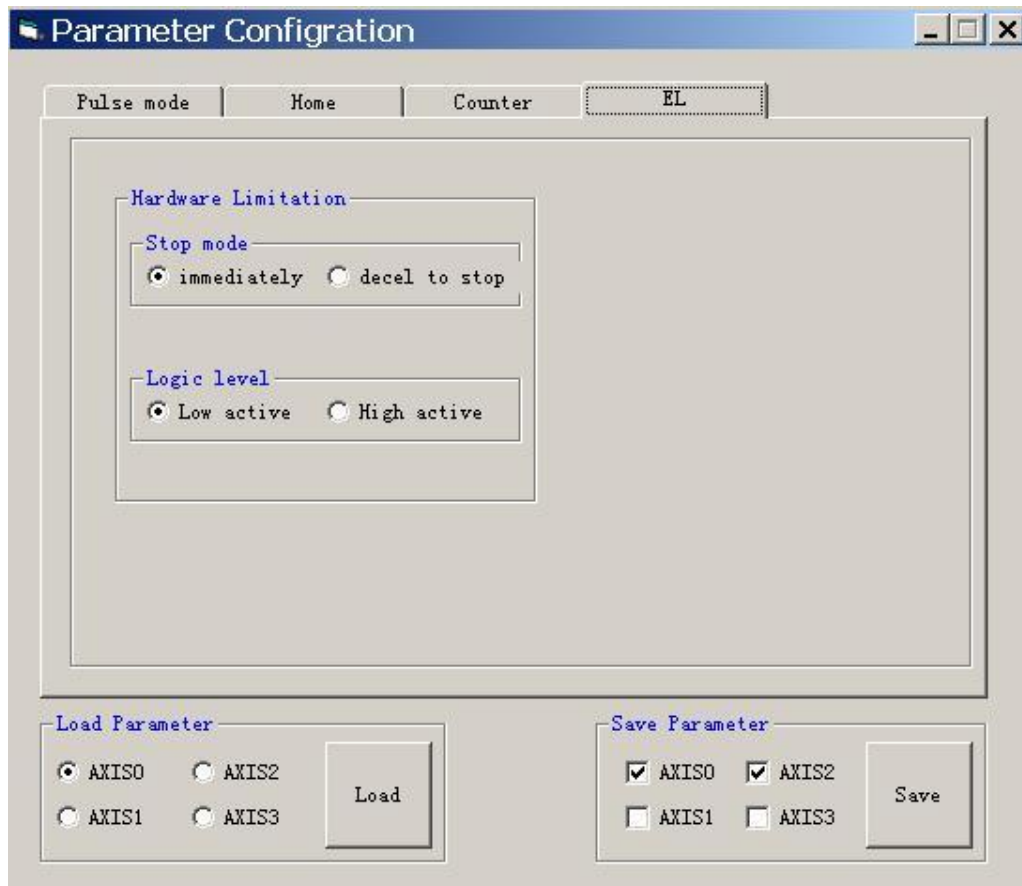 Parameter Configration
Pulse mode Home Counter EL
Hardware Limitation
Stop mode
immediately decel to stop
Logic level
Low active High active
Load Parameter
AXIS0 AXIS2
AXIS1 AXIS3
Load
Save Parameter
AXIS0 AXIS2
AXIS1 AXIS3
Save